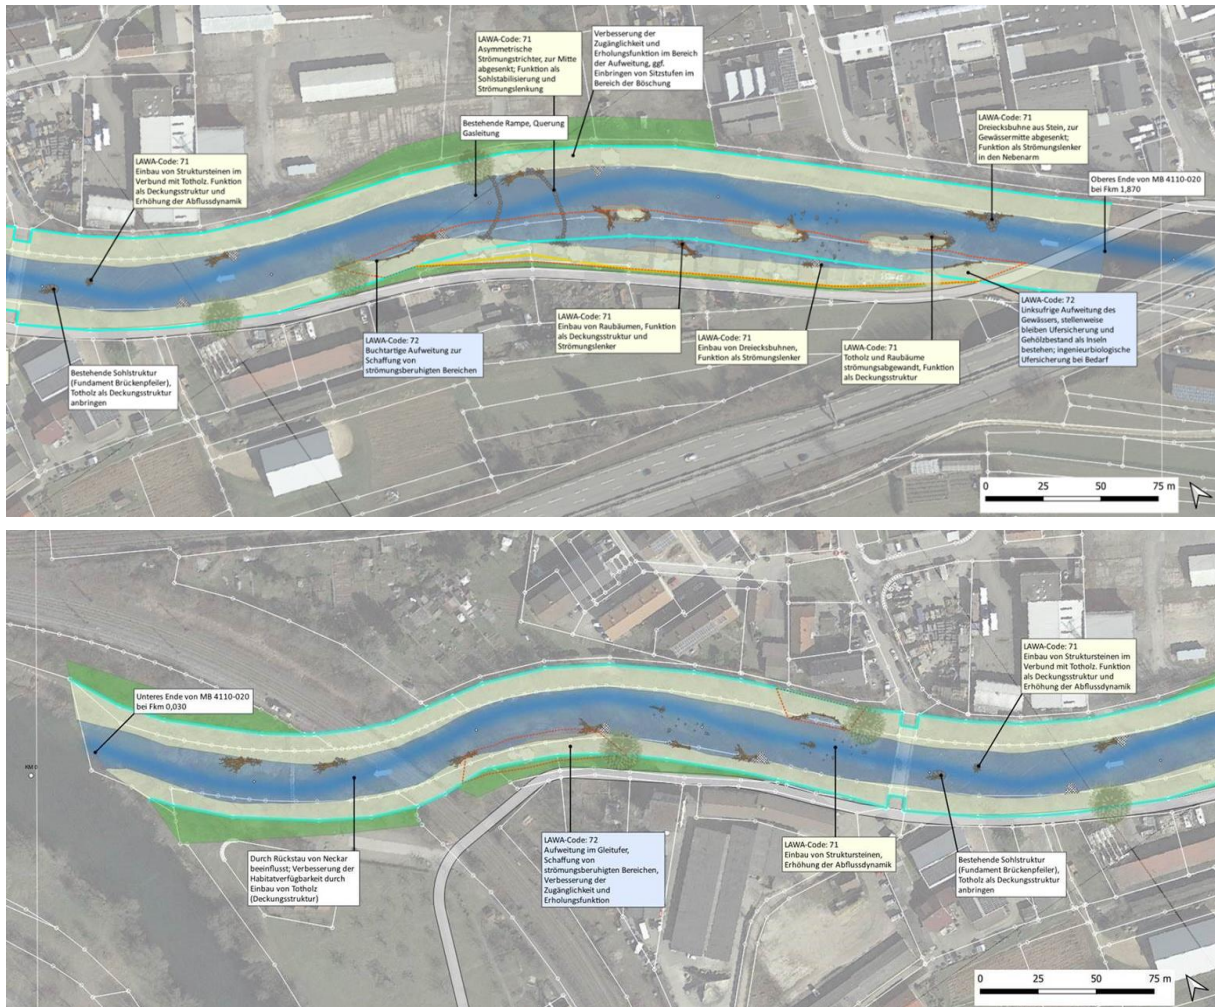 LAWA-Code: 71
Asymmetrische
Strömungstrichter, zur Mitte
abgesenkt; Funktion als
Sohlstabilisierung und
Strömungslenkung
Verbesserung der
Zugänglichkeit und
Erholungsfunktion im Bereich
der Aufweitung, ggf.
Einbringen von Sitzstufen im
Bereich der Böschung
Bestehende Rampe, Querung
Gasleitung
LAWA-Code: 71
Dreiecksbuhne aus Stein, zur
Gewässermitte abgesenkt;
Funktion als Strömungslenker
in den Nebenarm
LAWA-Code: 71
Einbau von Struktursteinen im
Verbund mit Totholz. Funktion
als Deckungsstruktur und
Erhöhung der Abflussdynamik
Oberes Ende von MB 4110-020
bei Fkm 1,870
Bestehende Sohlstruktur
(Fundament Brückenpfeiler),
Totholz als Deckungsstruktur
anbringen
LAWA-Code: 72
Buchtartige Aufweitung zur
Schaffung von
strömungsberuhigten Bereichen
LAWA-Code: 71
Einbau von Raubäumen, Funktion
als Deckungsstruktur und
Strömungslenker
LAWA-Code: 71
Einbau von Dreiecksbuhnen,
Funktion als Strömungslenker
LAWA-Code: 71
Totholz und Raubäume
strömungsabgewandt, Funktion
als Deckungsstruktur
LAWA-Code: 72
Linksufrige Aufweitung des
Gewässers, stellenweise
bleiben Ufersicherung und
Gehölzbestand als Inseln
bestehen; ingenieurbiologische
Ufersicherung bei Bedarf
0 25 50 75 m
LAWA-Code: 71
Einbau von Struktursteinen im
Verbund mit Totholz. Funktion
als Deckungsstruktur und
Erhöhung der Abflussdynamik
Unteres Ende von MB 4110-020
bei Fkm 0,030
KM 0
Durch Rückstau von Neckar
beeinflusst; Verbesserung der
Habitatverfügbarkeit durch
Einbau von Totholz
(Deckungsstruktur)
LAWA-Code: 72
Aufweitung im Gleitufer,
Schaffung von
strömungsberuhigten Bereichen,
Verbesserung der
Zugänglichkeit und
Erholungsfunktion
LAWA-Code: 71
Einbau von Struktursteinen,
Erhöhung der Abflussdynamik
Bestehende Sohlstruktur
(Fundament Brückenpfeiler),
Totholz als Deckungsstruktur
anbringen
0 25 50 75 m